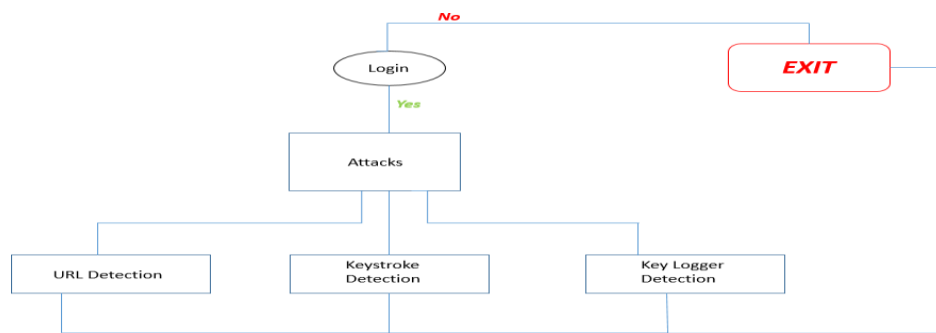 No
Login
EXIT
Yes
Attacks
URL Detection
Keystroke
Detection
Key Logger
Detection